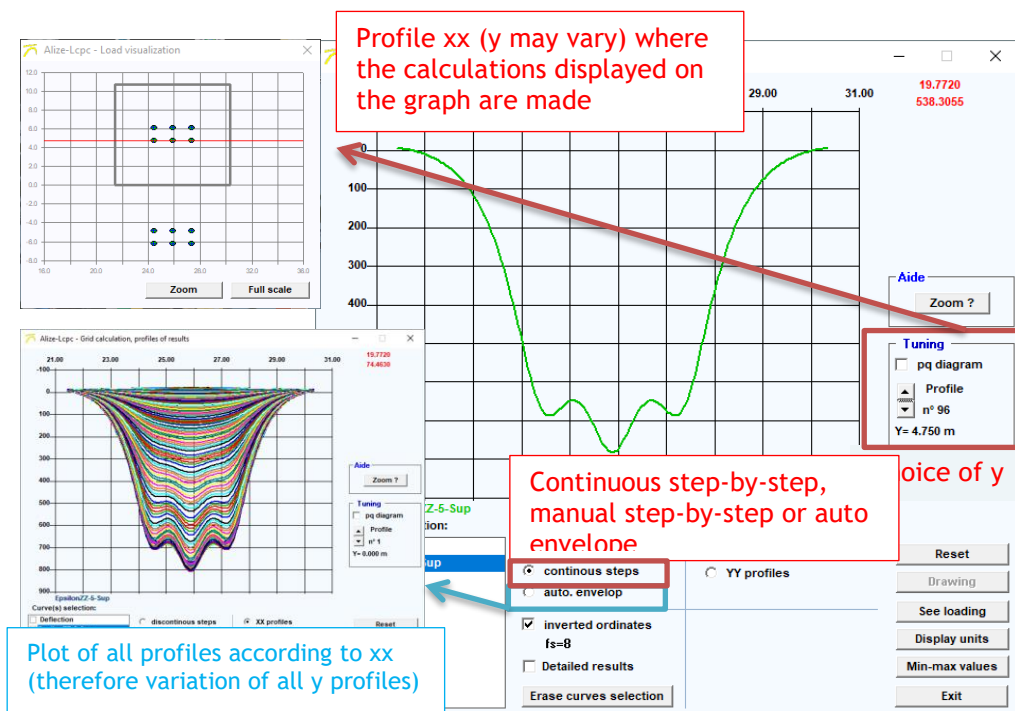 Alize-Lcpc - Load visualization
12.0
10.0
8.0
6.0
4.0
2.0
0.0
-2.0
-4.0
-6.0
-8.0
16.0 20.0 24.0 28.0 32.0 36.0
Zoom Full scale
Profile xx (y may vary) where
the calculations displayed on
the graph are made
29.00 31.00
19.7720
538.3055
0
100
200
300
400
Aide
Zoom ?
Tuning
pq diagram
Profile
n° 96
Y= 4.750 m
oice of y
Alize-Lcpc - Grid calculation, profiles of results
21.00 23.00 25.00 27.00 29.00 31.00
19.7720
74.4630
-100
0
100
200
300
400
500
600
700
800
900
Aide
Zoom ?
Tuning
pq diagram
Profile
n° 1
Y= 0.000 m
EpsilonZZ-5-Sup
Curve(s) selection:
Deflection
discontinous steps
XX profiles
Reset
Plot of all profiles according to xx
(therefore variation of all y profiles)
ZZ-5-Sup
ion:
Sup
Continuous step-by-step,
manual step-by-step or auto
envelope
continous steps
YY profiles
auto. envelop
inverted ordinates
fs=8
Detailed results
Erase curves selection
Reset
Drawing
See loading
Display units
Min-max values
Exit